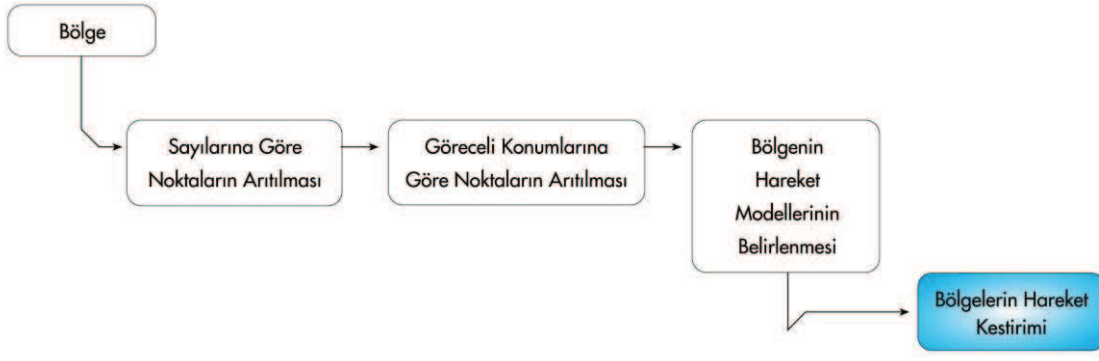 Bölge
Sayılarına Göre
Noktaların Arıtılması
Göreceli Konumlarına
Göre Noktaların Arıtılması
Bölgenin
Hareket
Modellerinin
Belirlenmesi
Bölgelerin Hareket
Kestirimi